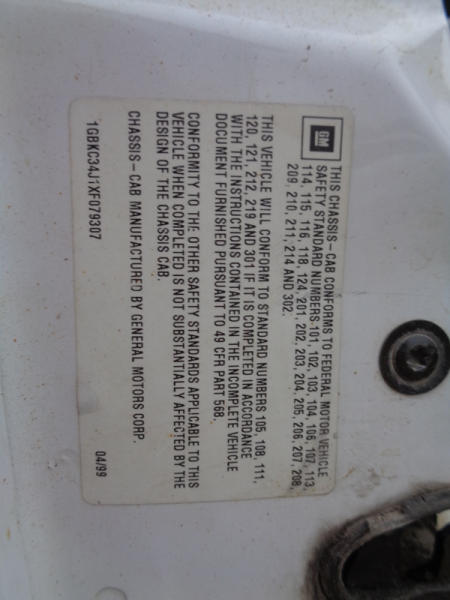 GM
THIS CHASSIS-CAB CONFORMS TO FEDERAL MOTOR VEHICLE
SAFETY STANDARD NUMBERS-101, 102, 103, 104, 106, 107, 113,
114, 115, 116, 118, 124, 201, 202, 203, 204, 205, 206, 207, 208,
209, 210, 211, 214 AND 302.
THIS VEHICLE WILL CONFORM TO STANDARD NUMBERS 105, 108, 111,
120, 121, 212, 219 AND 301 IF IT IS COMPLETED IN ACCORDANCE
WITH THE INSTRUCTIONS CONTAINED IN THE INCOMPLETE VEHICLE
DOCUMENT FURNISHED PURSUANT TO 49 CFR PART 568.
CONFORMITY TO THE OTHER SAFETY STANDARDS APPLICABLE TO THIS
VEHICLE WHEN COMPLETED IS NOT SUBSTANTIALLY AFFECTED BY THE
DESIGN OF THE CHASSIS CAB.
CHASSIS-CAB MANUFACTURED BY GENERAL MOTORS CORP.
1GBKC34J1XF079307 04/99